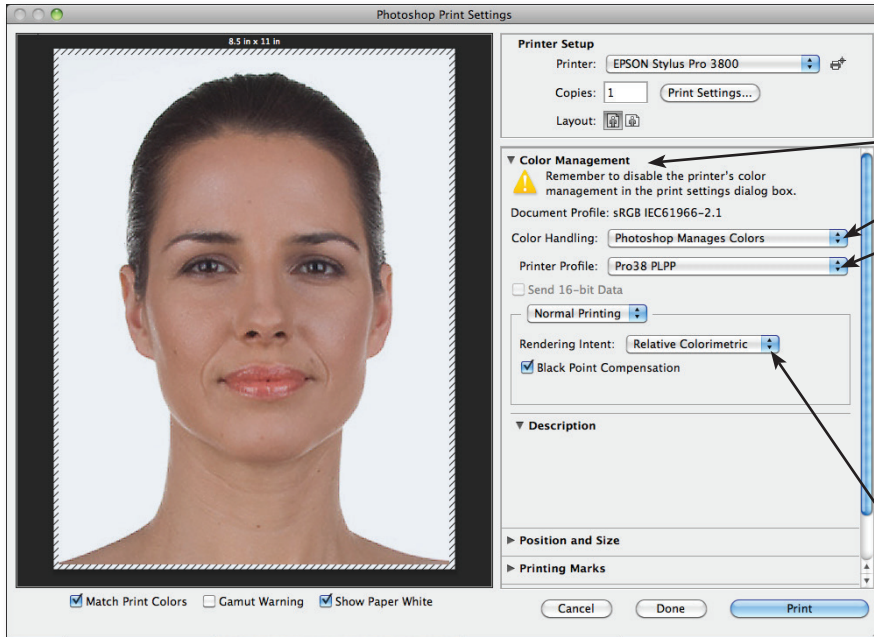 Photoshop Print Settings
8.5 in x 11 in
Printer Setup
Printer: EPSON Stylus Pro 3800
Copies: 1 Print Settings...
Layout:
Color Management
Remember to disable the printer's color
management in the print settings dialog box.
Document Profile: sRGB IEC61966-2.1
Color Handling: Photoshop Manages Colors
Printer Profile: Pro38 PLPP
Send 16-bit Data
Normal Printing
Rendering Intent: Relative Colorimetric
Black Point Compensation
Description
Position and Size
Printing Marks
Match Print Colors Gamut Warning Show Paper White
Cancel Done Print